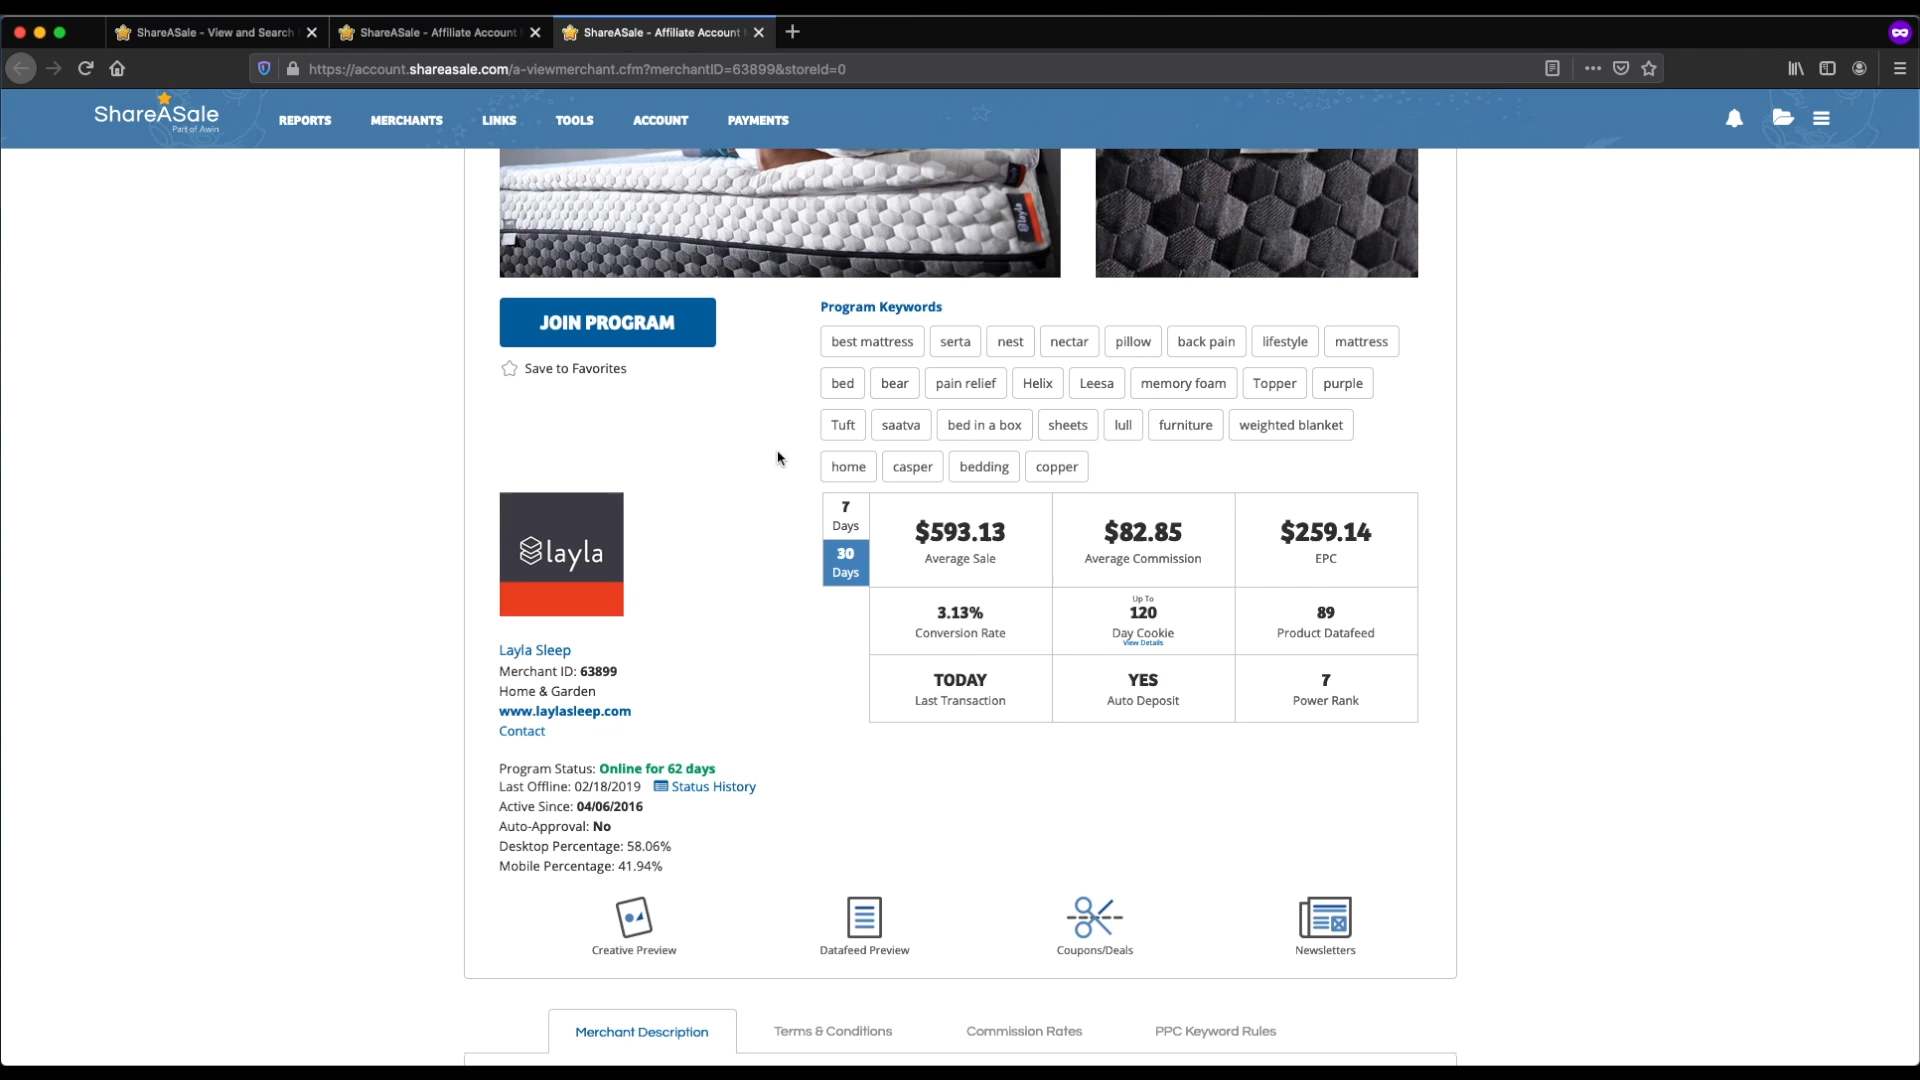 ShareASale - View and Search
ShareASale - Affiliate Account
ShareASale - Affiliate Account
https://account.shareasale.com/a-viewmerchant.cfm?merchantID=63899&storeId=0
ShareASale
Part of Awin
REPORTS
MERCHANTS
LINKS
TOOLS
ACCOUNT
PAYMENTS
layla
JOIN PROGRAM
Save to Favorites
Program Keywords
best mattress serta nest nectar pillow back pain lifestyle mattress
bed bear pain relief Helix Leesa memory foam Topper purple
Tuft saatva bed in a box sheets lull furniture weighted blanket
home casper bedding copper
layla
7
Days
30
Days
$593.13
Average Sale
$82.85
Average Commission
$259.14
EPC
3.13%
Conversion Rate
Up To
120
Day Cookie
View Details
89
Product Datafeed
TODAY
Last Transaction
YES
Auto Deposit
7
Power Rank
Layla Sleep
Merchant ID: 63899
Home & Garden
www.laylasleep.com
Contact
Program Status: Online for 62 days
Last Offline: 02/18/2019 Status History
Active Since: 04/06/2016
Auto-Approval: No
Desktop Percentage: 58.06%
Mobile Percentage: 41.94%
Creative Preview
Datafeed Preview
Coupons/Deals
Newsletters
Merchant Description
Terms & Conditions
Commission Rates
PPC Keyword Rules